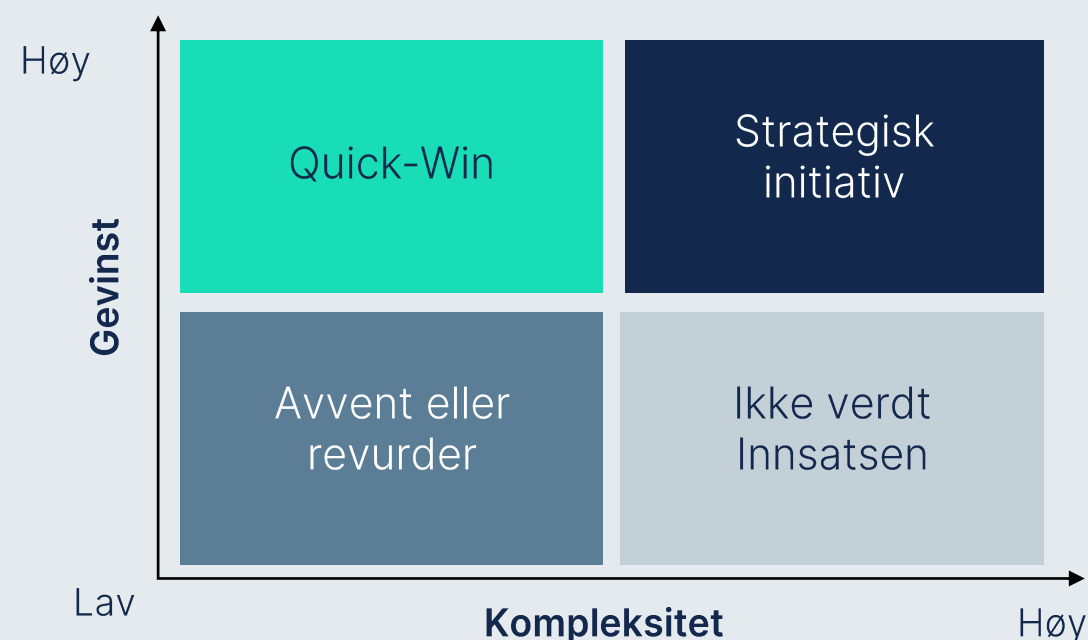 Høy
Quick-Win
Strategisk
initiativ
Gevinst
Avvent eller
revurder
Ikke verdt
Innsatsen
Lav
Kompleksitet
Høy